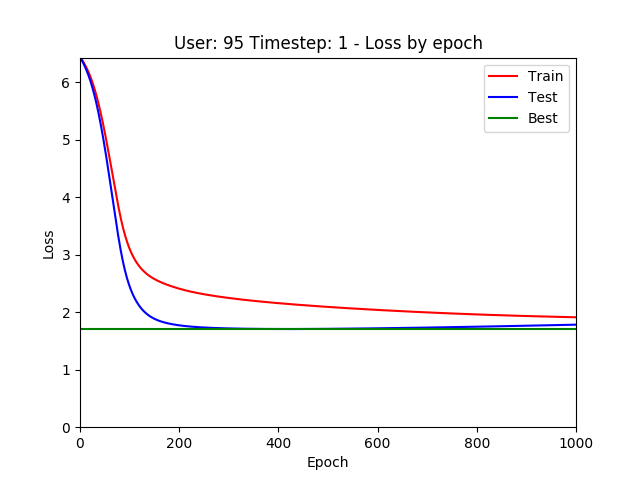 User: 95 Timestep: 1 - Loss by epoch
Train
Test
Best
6
5
4
3
2
1
0
Loss
0 200 400 600 800 1000
Epoch